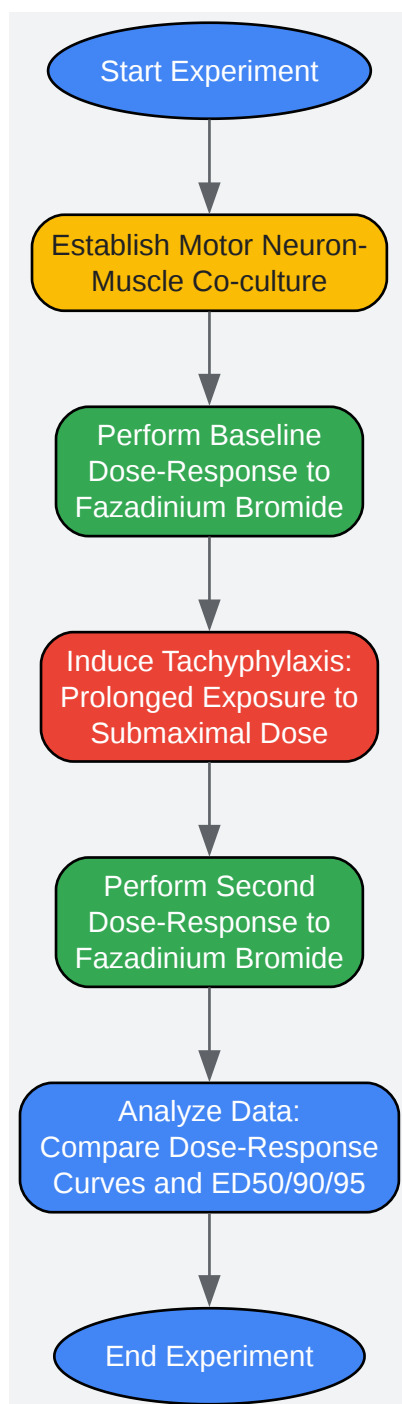 Start Experiment
Establish Motor Neuron-
Muscle Co-culture
Perform Baseline
Dose-Response to
Fazadinium Bromide
Induce Tachyphylaxis:
Prolonged Exposure to
Submaximal Dose
Perform Second
Dose-Response to
Fazadinium Bromide
Analyze Data:
Compare Dose-Response
Curves and ED50/90/95
End Experiment